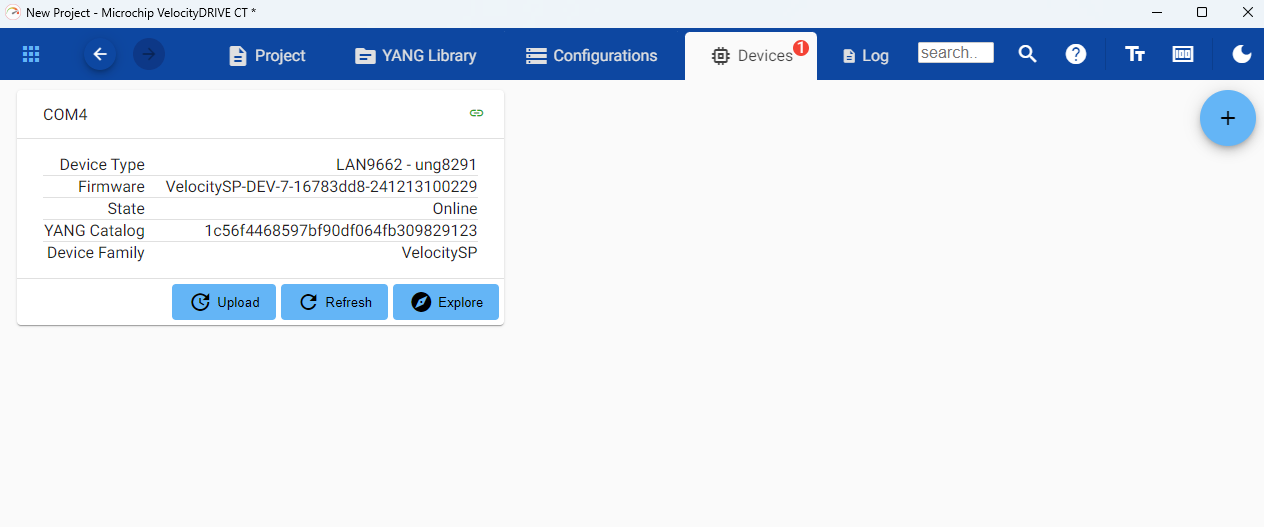 New Project - Microchip VelocityDRIVE CT *
Project YANG Library Configurations Devices 1 Log search..
COM4
Device Type LAN9662 - ung8291
Firmware VelocitySP-DEV-7-16783dd8-241213100229
State Online
YANG Catalog 1c56f4468597bf90df064fb309829123
Device Family VelocitySP
Upload Refresh Explore